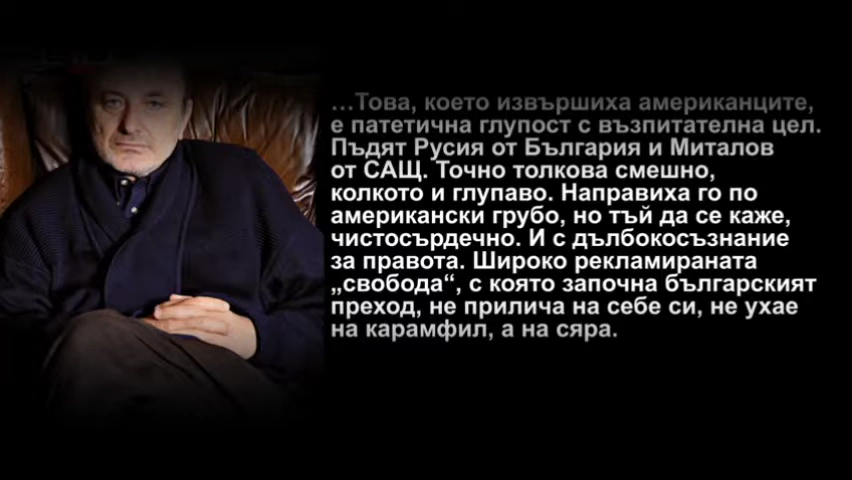 …Това, което извършиха американците,
е патетична глупост с възпитателна цел.
Пъдят Русия от България и Миталов
от САЩ. Точно толкова смешно,
колкото и глупаво. Направиха го по
американски грубо, но тъй да се каже,
чистосърдечно. И с дълбокосъзнание
за правота. Широко рекламираната
„свобода“, с която започна българският
преход, не прилича на себе си, не ухае
на карамфил, а на сяра.